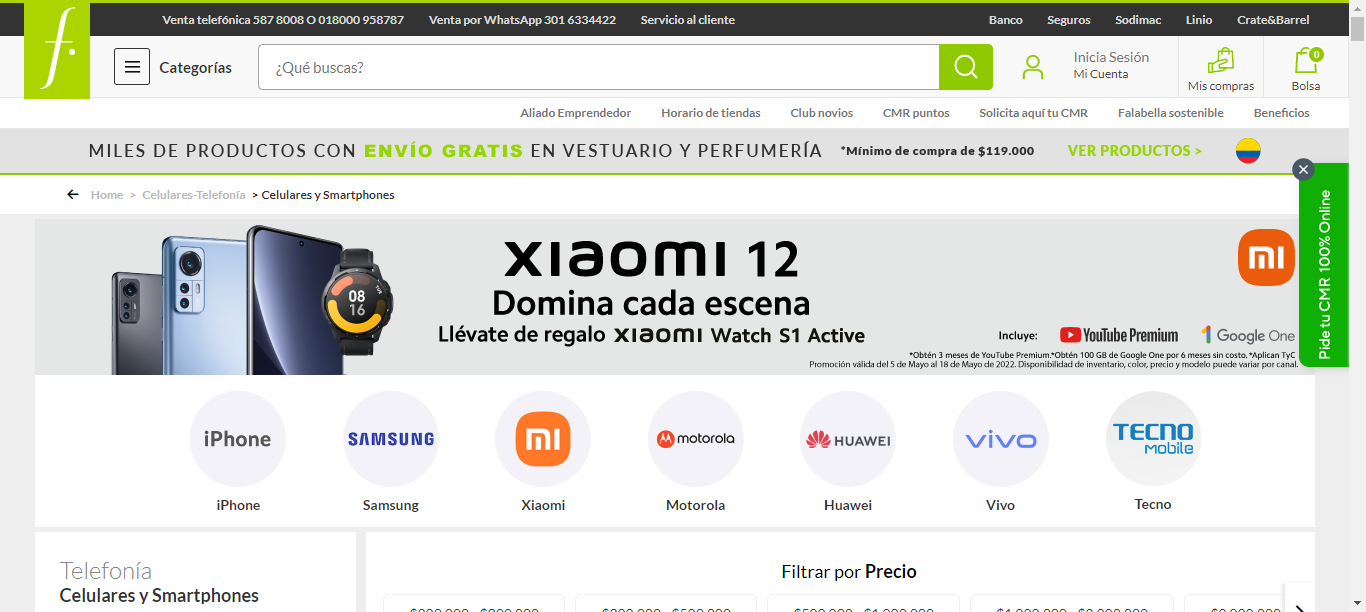 Venta telefónica 587 8008 O 018000 958787 Venta por WhatsApp 301 6334422 Servicio al cliente Banco Seguros Sodimac Linio Crate&Barrel
f.
Categorías ¿Qué buscas? Inicia Sesión
Mi Cuenta
Mis compras
0
Bolsa
Aliado Emprendedor Horario de tiendas Club novios CMR puntos Solicita aquí tu CMR Falabella sostenible Beneficios
MILES DE PRODUCTOS CON ENVÍO GRATIS EN VESTUARIO Y PERFUMERÍA *Mínimo de compra de $119.000 VER PRODUCTOS >
Home > Celulares-Telefonía > Celulares y Smartphones
Pide tu CMR 100% Online
08
16
xiaomi 12
Domina cada escena
Llévate de regalo xiaomi Watch S1 Active
mi
Incluye: YouTube Premium Google One
*Obtén 3 meses de YouTube Premium.*Obtén 100 GB de Google One por 6 meses sin costo. *Aplican TyC
Promoción válida del 5 de Mayo al 18 de Mayo de 2022. Disponibilidad de inventario, color, precio y modelo puede variar por canal.
iPhone SAMSUNG mi motorola HUAWEI vivo TECNO mobile
iPhone Samsung Xiaomi Motorola Huawei Vivo Tecno
Telefonía
Celulares y Smartphones
Filtrar por Precio